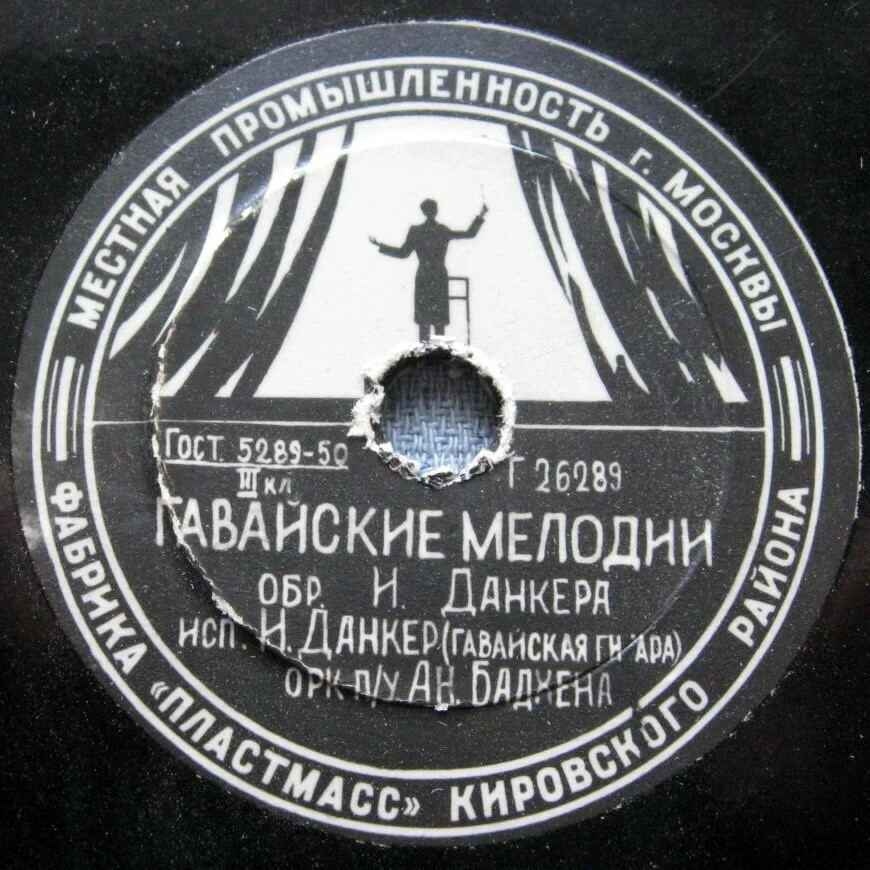 МЕСТНАЯ ПРОМЫШЛЕННОСТЬ г. МОСКВЫ
ГОСТ. 5289-50
III кл
Г 26289
ГАВАЙСКИЕ МЕЛОДИИ
ОБР. И. ДАНКЕРА
ИСП. И. ДАНКЕР (ГАВАЙСКАЯ
ОРК. П/У АН. БАДХЕНА
ФАБРИКА "ПЛАСТМАСС" КИРОВСКОГО РАЙОНА